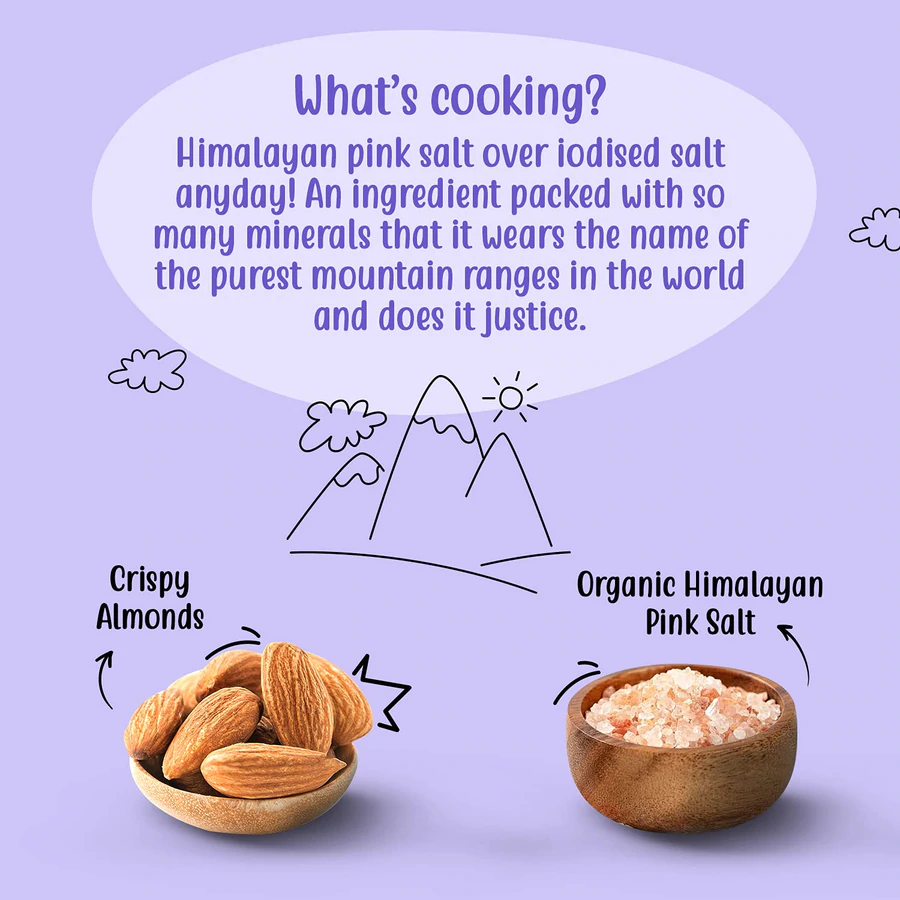 What's cooking?
Himalayan pink salt over iodised salt
anyday! An ingredient packed with so
many minerals that it wears the name of
the purest mountain ranges in the world
and does it justice.
Crispy
Almonds
Organic Himalayan
Pink Salt